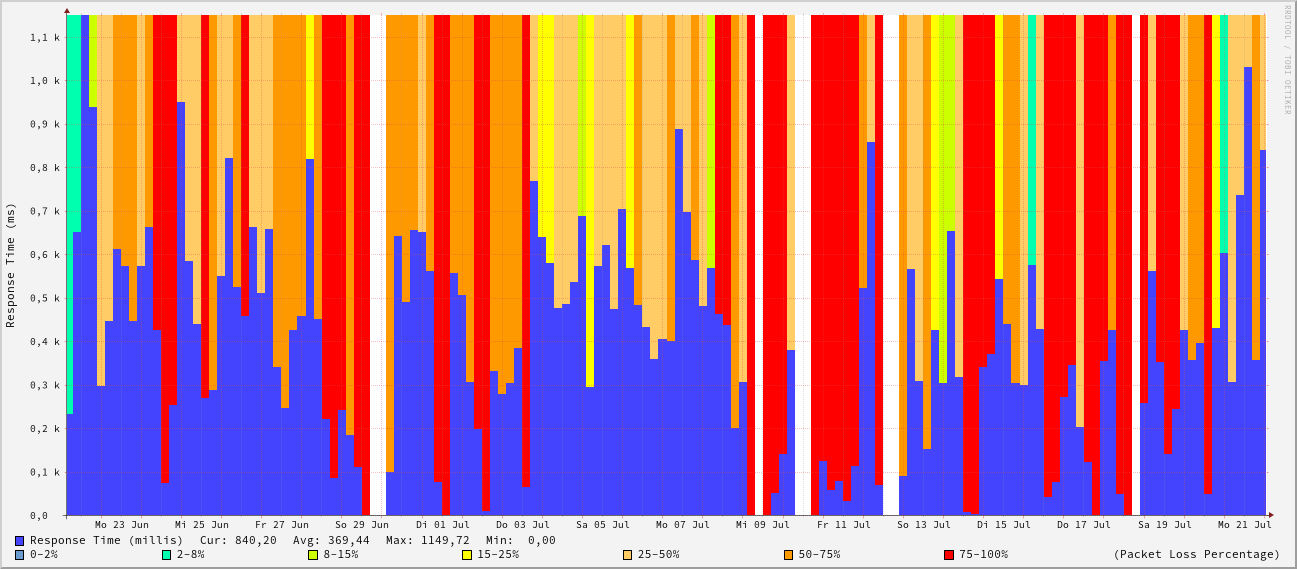 RRDTOOL / TOBI OETIKER
Response Time (ms)
1,1 k
1,0 k
0,9 k
0,8 k
0,7 k
0,6 k
0,5 k
0,4 k
0,3 k
0,2 k
0,1 k
0,0
Mo 23 Jun Mi 25 Jun Fr 27 Jun So 29 Jun Di 01 Jul Do 03 Jul Sa 05 Jul Mo 07 Jul Mi 09 Jul Fr 11 Jul So 13 Jul Di 15 Jul Do 17 Jul Sa 19 Jul Mo 21 Jul
Response Time (millis) Cur: 840,20 Avg: 369,44 Max: 1149,72 Min: 0,00
0-2% 2-8% 8-15% 15-25% 25-50% 50-75% 75-100% (Packet Loss Percentage)